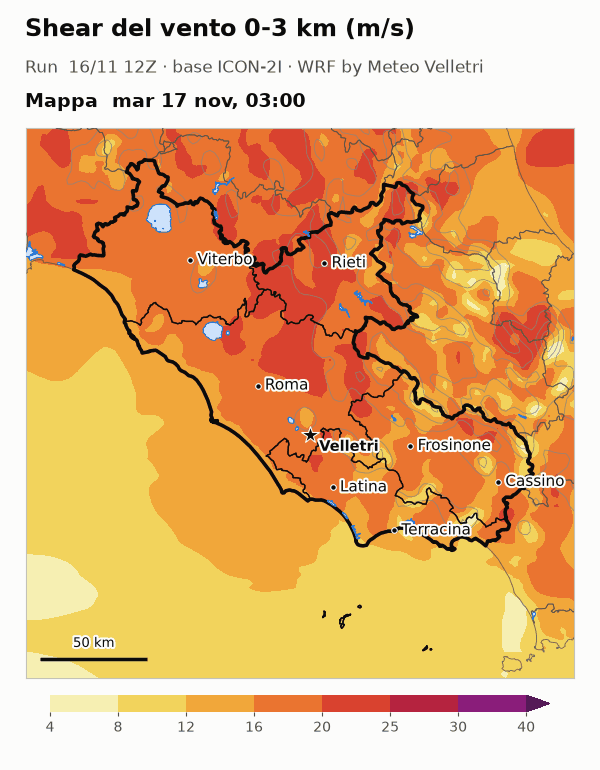 Shear del vento 0-3 km (m/s)
Run  16/11 12Z · base ICON-2I · WRF by Meteo Velletri
Mappa  mar 17 nov, 03:00
Viterbo
Rieti
Roma
Velletri
Frosinone
Latina
Cassino
Terracina
50 km
4 8 12 16 20 25 30 40